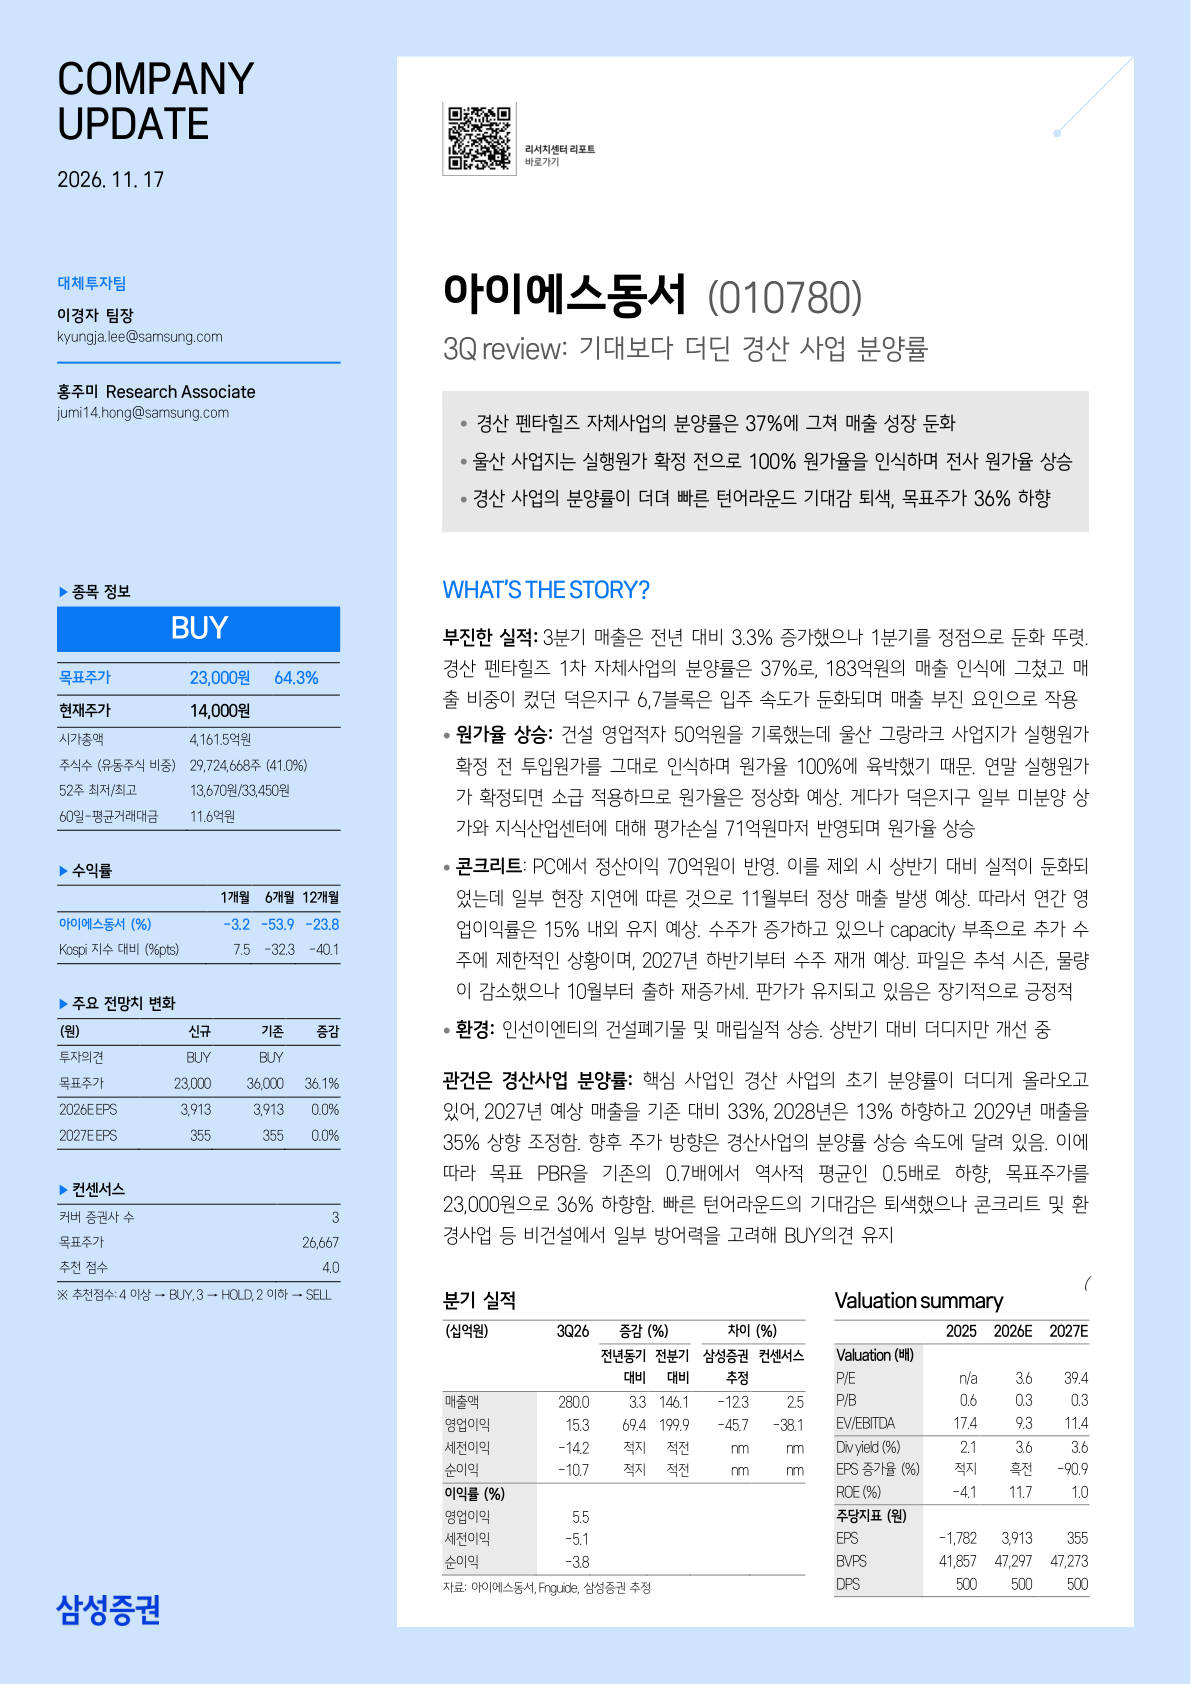 COMPANY
UPDATE
2026. 11. 17
대체투자팀
이경자 팀장
kyungja.lee@samsung.com
홍주미 Research Associate
jumi14.hong@samsung.com
▶ 종목 정보
BUY
목표주가 23,000원 64.3%
현재주가 14,000원
시가총액 4,161.5억원
주식수 (유동주식 비중) 29,724,668주 (41.0%)
52주 최저/최고 13,670원/33,450원
60일-평균거래대금 11.6억원
▶ 수익률
1개월 6개월 12개월
아이에스동서 (%) -3.2 -53.9 -23.8
Kospi 지수 대비 (%pts) 7.5 -32.3 -40.1
▶ 주요 전망치 변화
(원) 신규 기존 증감
투자의견 BUY BUY
목표주가 23,000 36,000 36.1%
2026E EPS 3,913 3,913 0.0%
2027E EPS 355 355 0.0%
▶ 컨센서스
커버 증권사 수 3
목표주가 26,667
추천 점수 4.0
※ 추천점수: 4 이상 → BUY, 3 → HOLD, 2 이하 → SELL
삼성증권
리서치센터 리포트
바로가기
아이에스동서 (010780)
3Q review: 기대보다 더딘 경산 사업 분양률
• 경산 펜타힐즈 자체사업의 분양률은 37%에 그쳐 매출 성장 둔화
• 울산 사업지는 실행원가 확정 전으로 100% 원가율을 인식하며 전사 원가율 상승
• 경산 사업의 분양률이 더뎌 빠른 턴어라운드 기대감 퇴색, 목표주가 36% 하향
WHAT'S THE STORY?
부진한 실적: 3분기 매출은 전년 대비 3.3% 증가했으나 1분기를 정점으로 둔화 뚜렷.
경산 펜타힐즈 1차 자체사업의 분양률은 37%로, 183억원의 매출 인식에 그쳤고 매
출 비중이 컸던 덕은지구 6,7블록은 입주 속도가 둔화되며 매출 부진 요인으로 작용
• 원가율 상승: 건설 영업적자 50억원을 기록했는데 울산 그랑라크 사업지가 실행원가
확정 전 투입원가를 그대로 인식하며 원가율 100%에 육박했기 때문. 연말 실행원가
가 확정되면 소급 적용하므로 원가율은 정상화 예상. 게다가 덕은지구 일부 미분양 상
가와 지식산업센터에 대해 평가손실 71억원마저 반영되며 원가율 상승
• 콘크리트: PC에서 정산이익 70억원이 반영. 이를 제외 시 상반기 대비 실적이 둔화되
었는데 일부 현장 지연에 따른 것으로 11월부터 정상 매출 발생 예상. 따라서 연간 영
업이익률은 15% 내외 유지 예상. 수주가 증가하고 있으나 capacity 부족으로 추가 수
주에 제한적인 상황이며, 2027년 하반기부터 수주 재개 예상. 파일은 추석 시즌, 물량
이 감소했으나 10월부터 출하 재증가세. 판가가 유지되고 있음은 장기적으로 긍정적
• 환경: 인선이엔티의 건설폐기물 및 매립실적 상승. 상반기 대비 더디지만 개선 중
관건은 경산사업 분양률: 핵심 사업인 경산 사업의 초기 분양률이 더디게 올라오고
있어, 2027년 예상 매출을 기존 대비 33%, 2028년은 13% 하향하고 2029년 매출을
35% 상향 조정함. 향후 주가 방향은 경산사업의 분양률 상승 속도에 달려 있음. 이에
따라 목표 PBR을 기존의 0.7배에서 역사적 평균인 0.5배로 하향, 목표주가를
23,000원으로 36% 하향함. 빠른 턴어라운드의 기대감은 퇴색했으나 콘크리트 및 환
경사업 등 비건설에서 일부 방어력을 고려해 BUY의견 유지
(
분기 실적
(십억원) 3Q26 증감 (%) 차이 (%)
전년동기 전분기 삼성증권 컨센서스
대비 대비 추정
매출액 280.0 3.3 146.1 -12.3 2.5
영업이익 15.3 69.4 199.9 -45.7 -38.1
세전이익 -14.2 적지 적전 nm nm
순이익 -10.7 적지 적전 nm nm
이익률 (%)
영업이익 5.5
세전이익 -5.1
순이익 -3.8
자료: 아이에스동서, Fnguide, 삼성증권 추정
Valuation summary
2025 2026E 2027E
Valuation (배)
P/E n/a 3.6 39.4
P/B 0.6 0.3 0.3
EV/EBITDA 17.4 9.3 11.4
Div yield (%) 2.1 3.6 3.6
EPS 증가율 (%) 적지 흑전 -90.9
ROE (%) -4.1 11.7 1.0
주당지표 (원)
EPS -1,782 3,913 355
BVPS 41,857 47,297 47,273
DPS 500 500 500